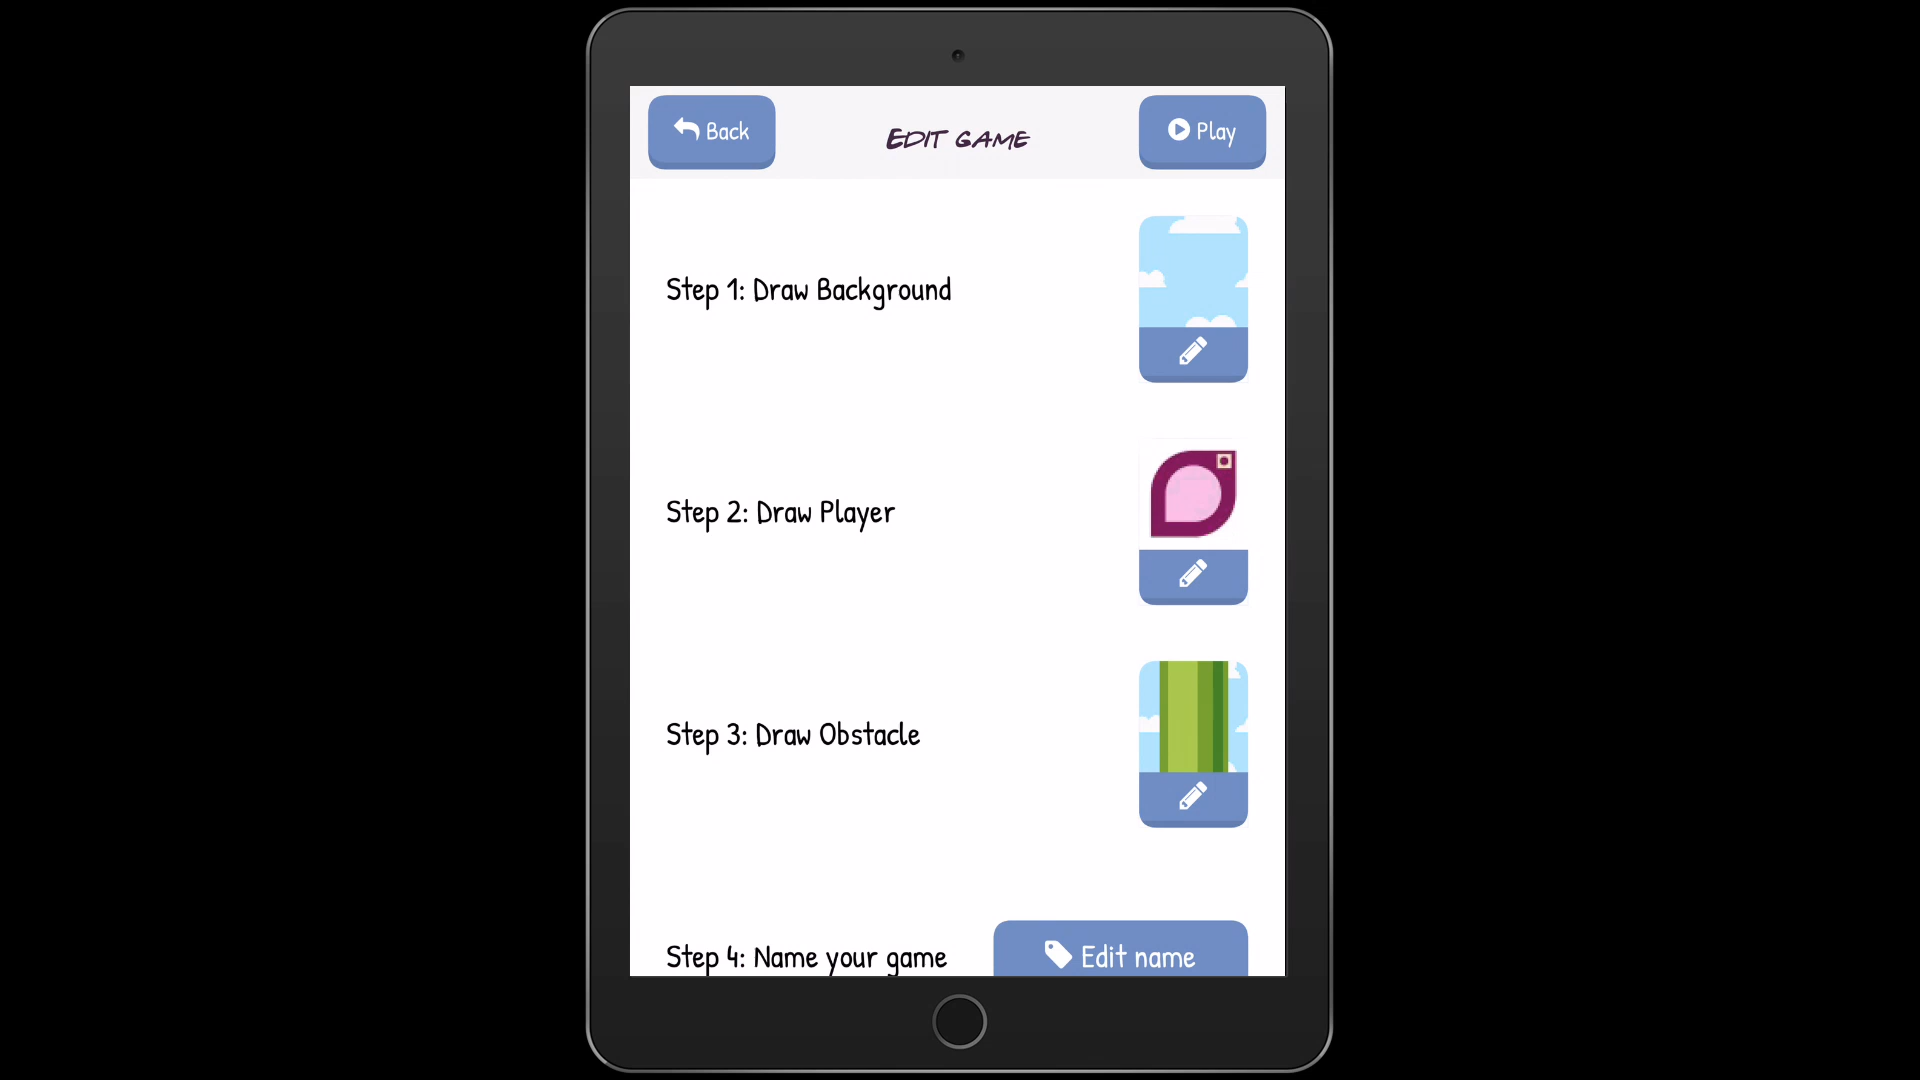 Back
EDIT GAME
Play
Step 1: Draw Background
Step 2: Draw Player
Step 3: Draw Obstacle
Step 4: Name your game
Edit name